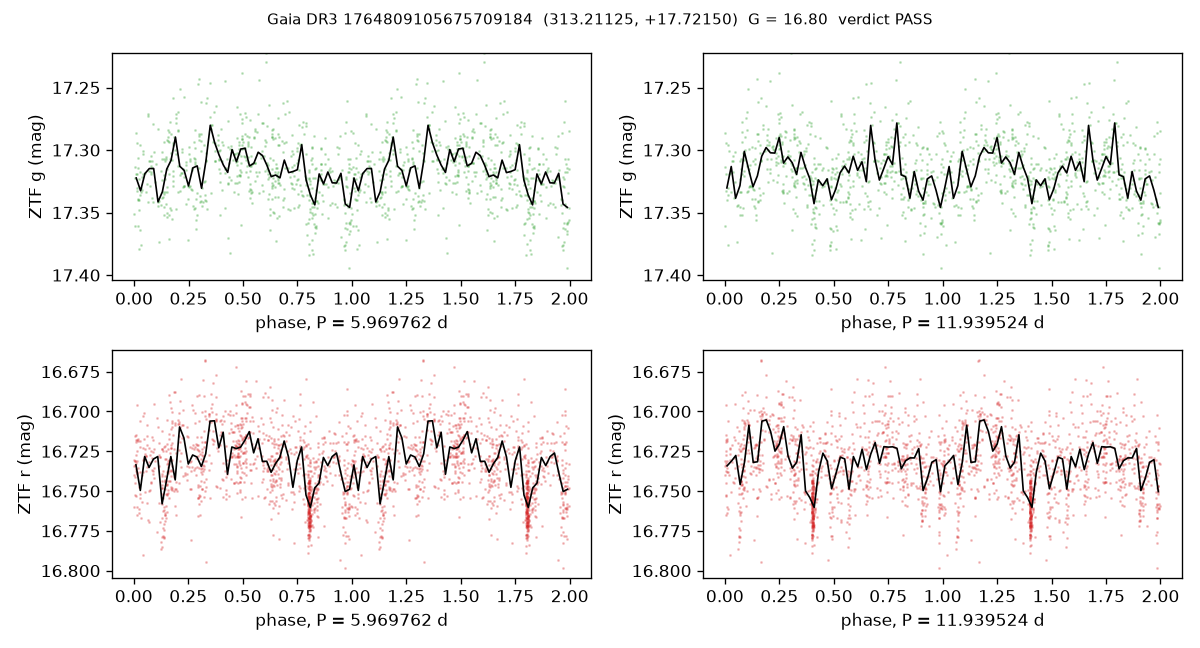 Gaia DR3 1764809105675709184 (313.21125, +17.72150) G = 16.80 verdict PASS
ZTF g (mag)
17.25
17.30
17.35
17.40
0.00 0.25 0.50 0.75 1.00 1.25 1.50 1.75 2.00
phase, P = 5.969762 d
ZTF g (mag)
17.25
17.30
17.35
17.40
0.00 0.25 0.50 0.75 1.00 1.25 1.50 1.75 2.00
phase, P = 11.939524 d
ZTF r (mag)
16.675
16.700
16.725
16.750
16.775
16.800
0.00 0.25 0.50 0.75 1.00 1.25 1.50 1.75 2.00
phase, P = 5.969762 d
ZTF r (mag)
16.675
16.700
16.725
16.750
16.775
16.800
0.00 0.25 0.50 0.75 1.00 1.25 1.50 1.75 2.00
phase, P = 11.939524 d